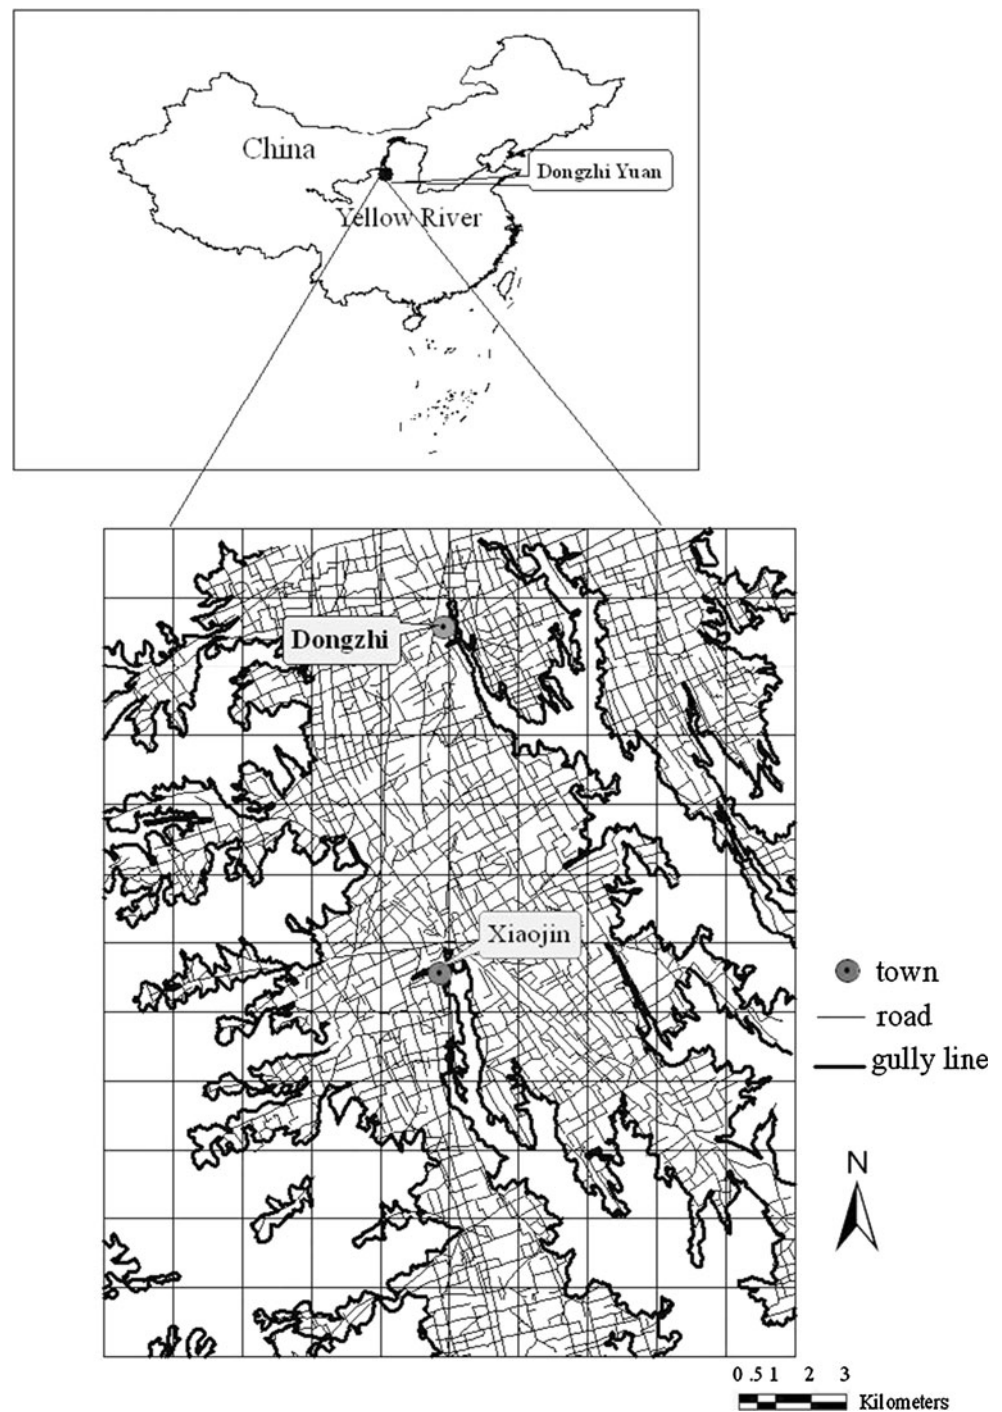 China
Dongzhi Yuan
Yellow River
Dongzhi
Xiaojin
town
road
gully line
N
0 .5 1 2 3
Kilometers